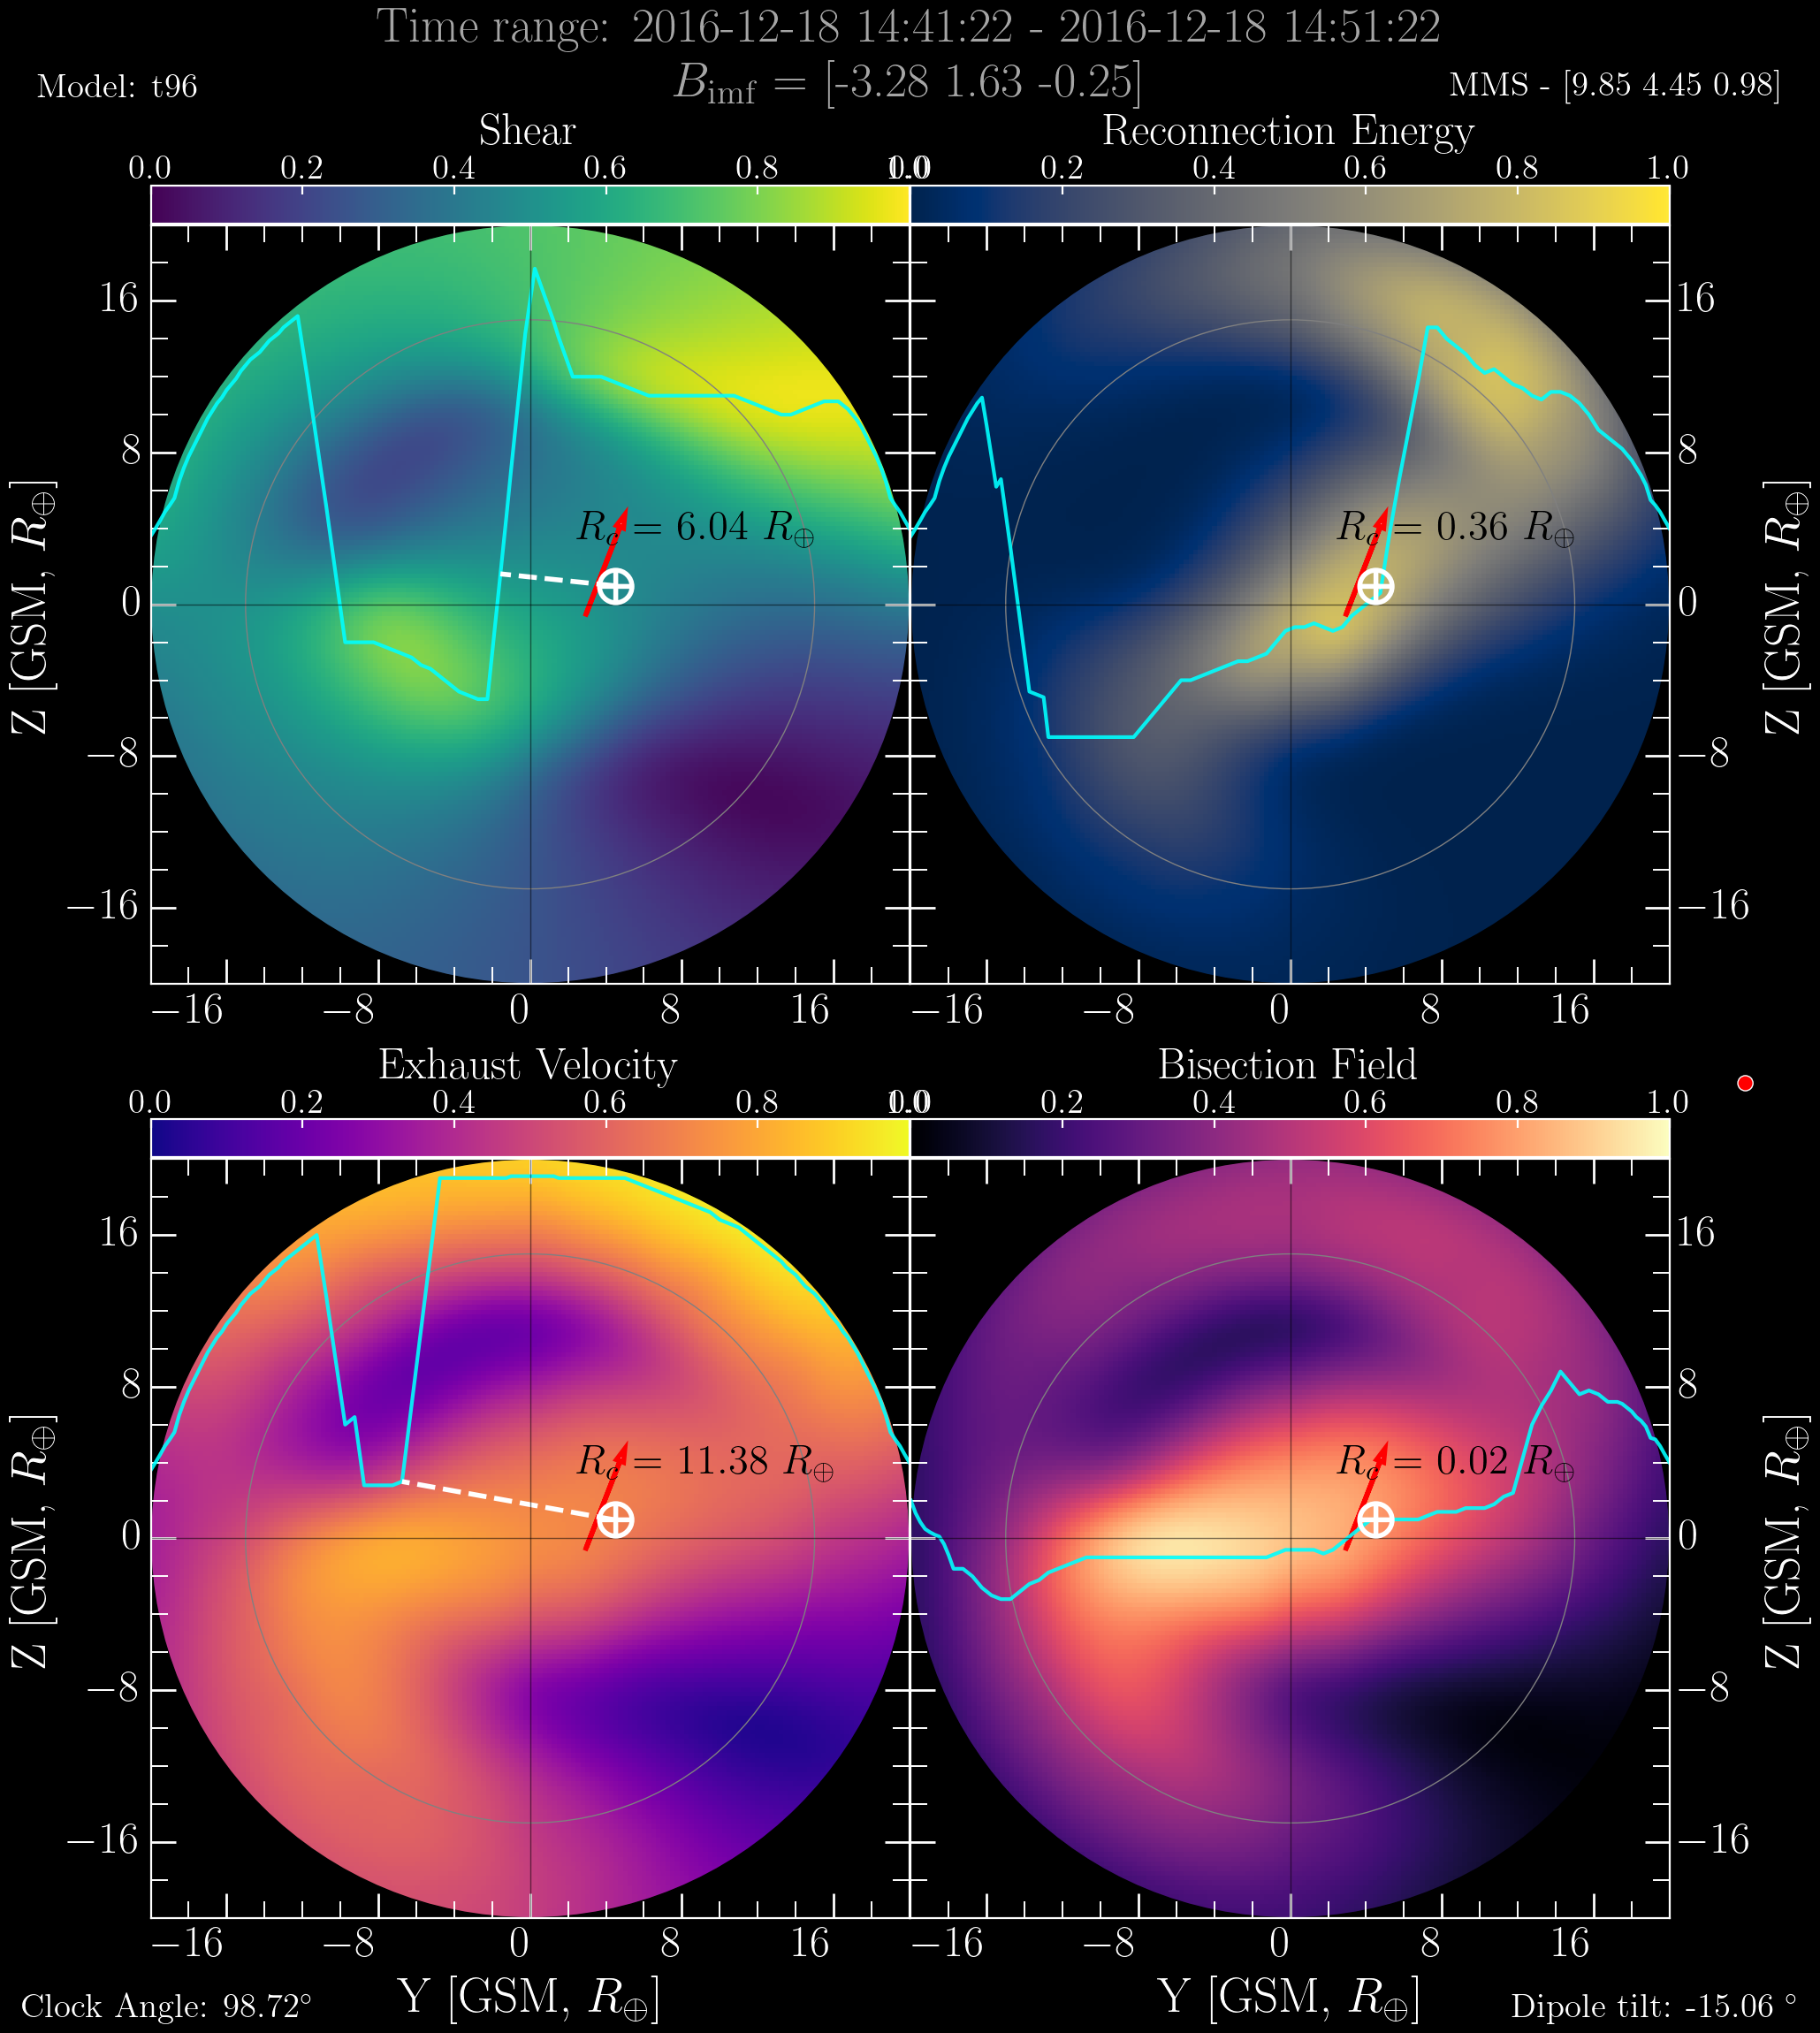 Time range: 2016-12-18 14:41:22 - 2016-12-18 14:51:22
Model: t96
B_imf = [-3.28 1.63 -0.25]
MMS - [9.85 4.45 0.98]
Shear
Reconnection Energy
0.0 0.2 0.4 0.6 0.8 1.0
0.0 0.2 0.4 0.6 0.8 1.0
16
8
0
−8
−16
Z [GSM, R⊕]
R_c = 6.04 R⊕
R_c = 0.36 R⊕
16
8
0
−8
−16
Z [GSM, R⊕]
−16 −8 0 8 16
−16 −8 0 8 16
Exhaust Velocity
Bisection Field
0.0 0.2 0.4 0.6 0.8 1.0
0.0 0.2 0.4 0.6 0.8 1.0
16
8
0
−8
−16
Z [GSM, R⊕]
R_c = 11.38 R⊕
R_c = 0.02 R⊕
16
8
0
−8
−16
Z [GSM, R⊕]
−16 −8 0 8 16
−16 −8 0 8 16
Y [GSM, R⊕]
Y [GSM, R⊕]
Clock Angle: 98.72°
Dipole tilt: -15.06 °